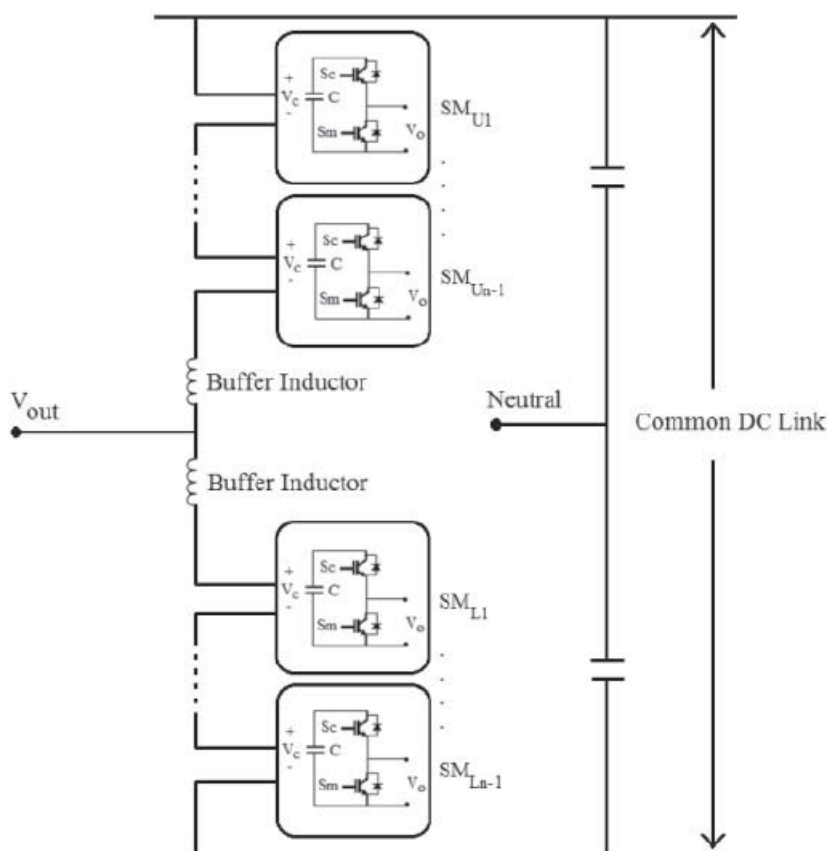 +
Vc
-
Sc
C
Sm
Vo
SMU1
+
Vc
-
Sc
C
Sm
Vo
SMUn-1
Buffer Inductor
Vout
Neutral
Common DC Link
Buffer Inductor
+
Vc
-
Sc
C
Sm
Vo
SML1
+
Vc
-
Sc
C
Sm
Vo
SMLn-1